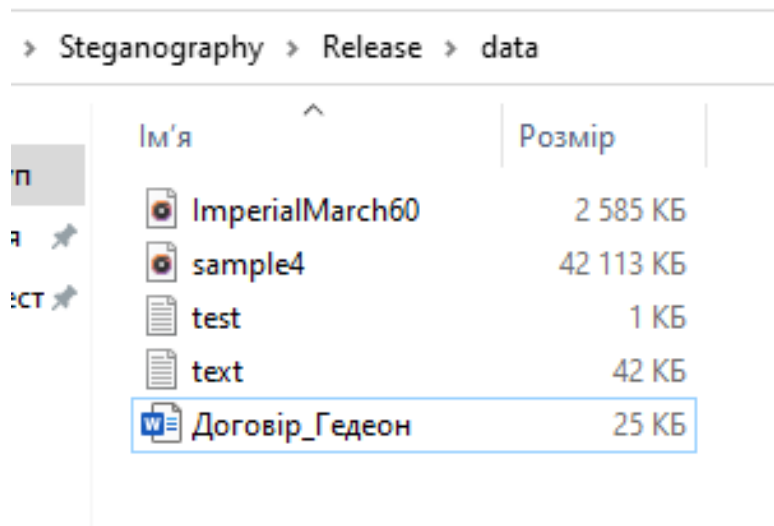 > Steganography > Release > data
Ім'я Розмір
ImperialMarch60 2 585 КБ
sample4 42 113 КБ
test 1 КБ
text 42 КБ
Договір_Гедеон 25 КБ